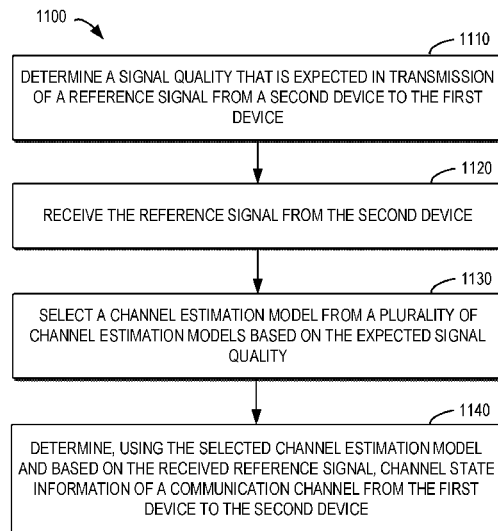 1100
1110
DETERMINE A SIGNAL QUALITY THAT IS EXPECTED IN TRANSMISSION
OF A REFERENCE SIGNAL FROM A SECOND DEVICE TO THE FIRST
DEVICE
1120
RECEIVE THE REFERENCE SIGNAL FROM THE SECOND DEVICE
1130
SELECT A CHANNEL ESTIMATION MODEL FROM A PLURALITY OF
CHANNEL ESTIMATION MODELS BASED ON THE EXPECTED SIGNAL
QUALITY
1140
DETERMINE, USING THE SELECTED CHANNEL ESTIMATION MODEL
AND BASED ON THE RECEIVED REFERENCE SIGNAL, CHANNEL STATE
INFORMATION OF A COMMUNICATION CHANNEL FROM THE FIRST
DEVICE TO THE SECOND DEVICE